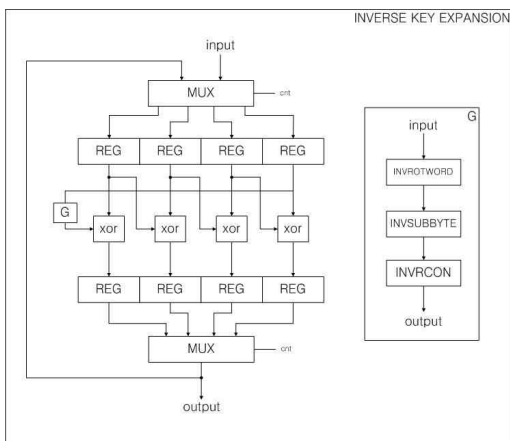 INVERSE KEY EXPANSION
input
MUX
cnt
REG REG REG REG
G
xor xor xor xor
REG REG REG REG
MUX
cnt
output
G
input
INVROTWORD
INVSUBBYTE
INVRCON
output